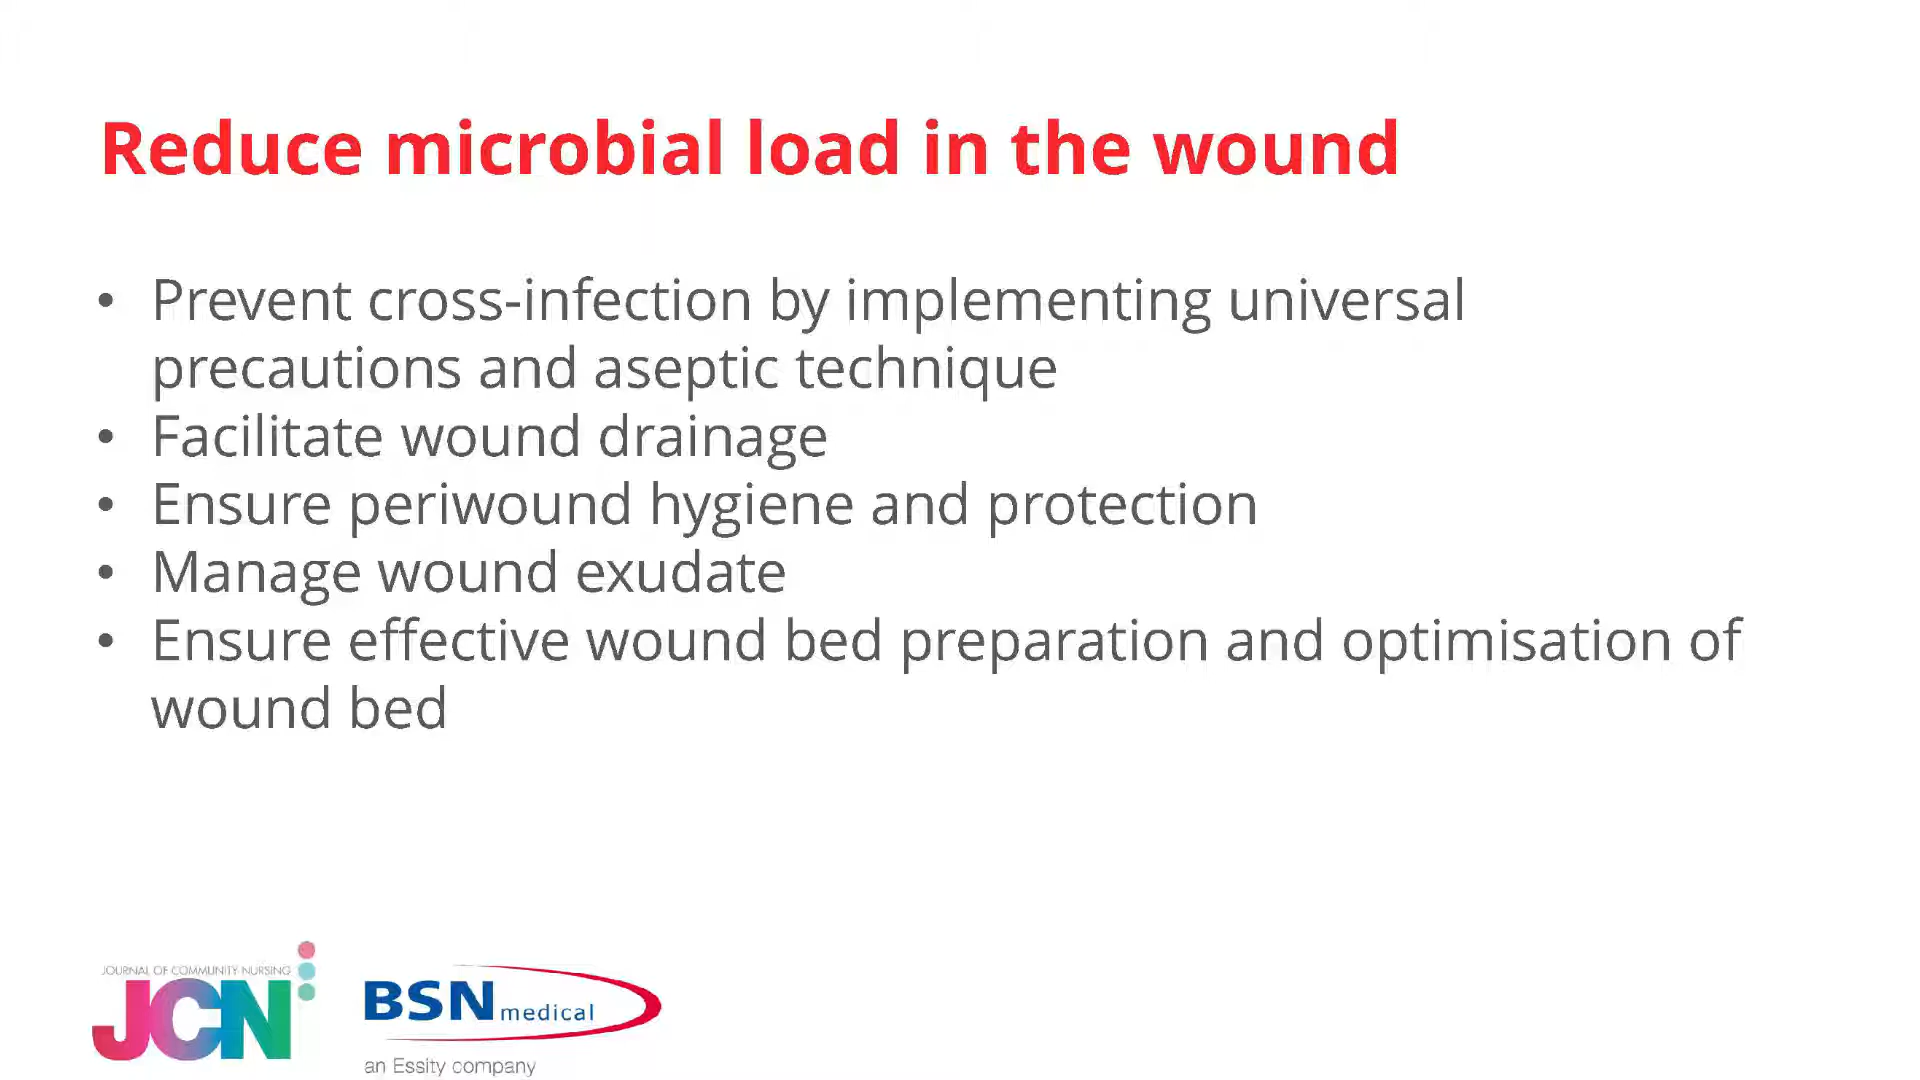 Reduce microbial load in the wound
• Prevent cross-infection by implementing universal
precautions and aseptic technique
• Facilitate wound drainage
• Ensure periwound hygiene and protection
• Manage wound exudate
• Ensure effective wound bed preparation and optimisation of
wound bed
JOURNAL OF COMMUNITY NURSING
JCN
BSN medical
an Essity company